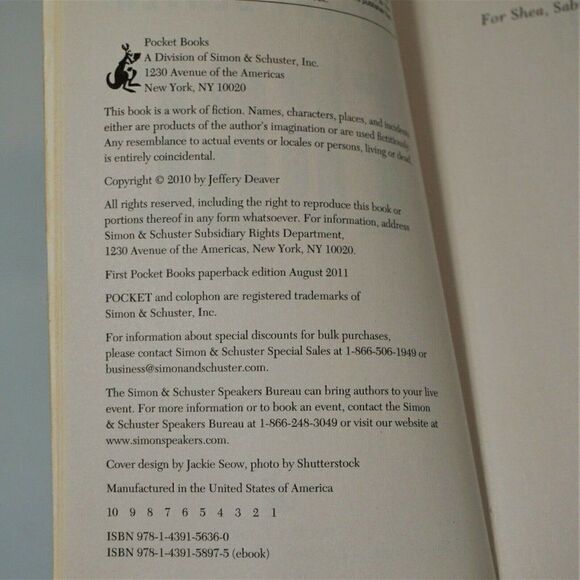 Pocket Books
A Division of Simon & Schuster, Inc.
1230 Avenue of the Americas
New York, NY 10020
This book is a work of fiction. Names, characters, places, and incidents
either are products of the author's imagination or are used fictitiously.
Any resemblance to actual events or locales or persons, living or dead,
is entirely coincidental.
Copyright © 2010 by Jeffery Deaver
All rights reserved, including the right to reproduce this book or
portions thereof in any form whatsoever. For information, address
Simon & Schuster Subsidiary Rights Department,
1230 Avenue of the Americas, New York, NY 10020.
First Pocket Books paperback edition August 2011
POCKET and colophon are registered trademarks of
Simon & Schuster, Inc.
For information about special discounts for bulk purchases,
please contact Simon & Schuster Special Sales at 1-866-506-1949 or
business@simonandschuster.com.
The Simon & Schuster Speakers Bureau can bring authors to your live
event. For more information or to book an event, contact the Simon
& Schuster Speakers Bureau at 1-866-248-3049 or visit our website at
www.simonspeakers.com.
Cover design by Jackie Seow, photo by Shutterstock
Manufactured in the United States of America
10 9 8 7 6 5 4 3 2 1
ISBN 978-1-4391-5636-0
ISBN 978-1-4391-5897-5 (ebook)
For Shea, Sab